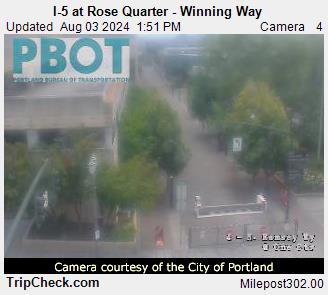 I-5 at Rose Quarter - Winning Way
Updated Aug 03 2024 1:51 PM Camera 4
PBOT
PORTLAND BUREAU OF TRANSPORTATION
Camera courtesy of the City of Portland
TripCheck.com Milepost302.00